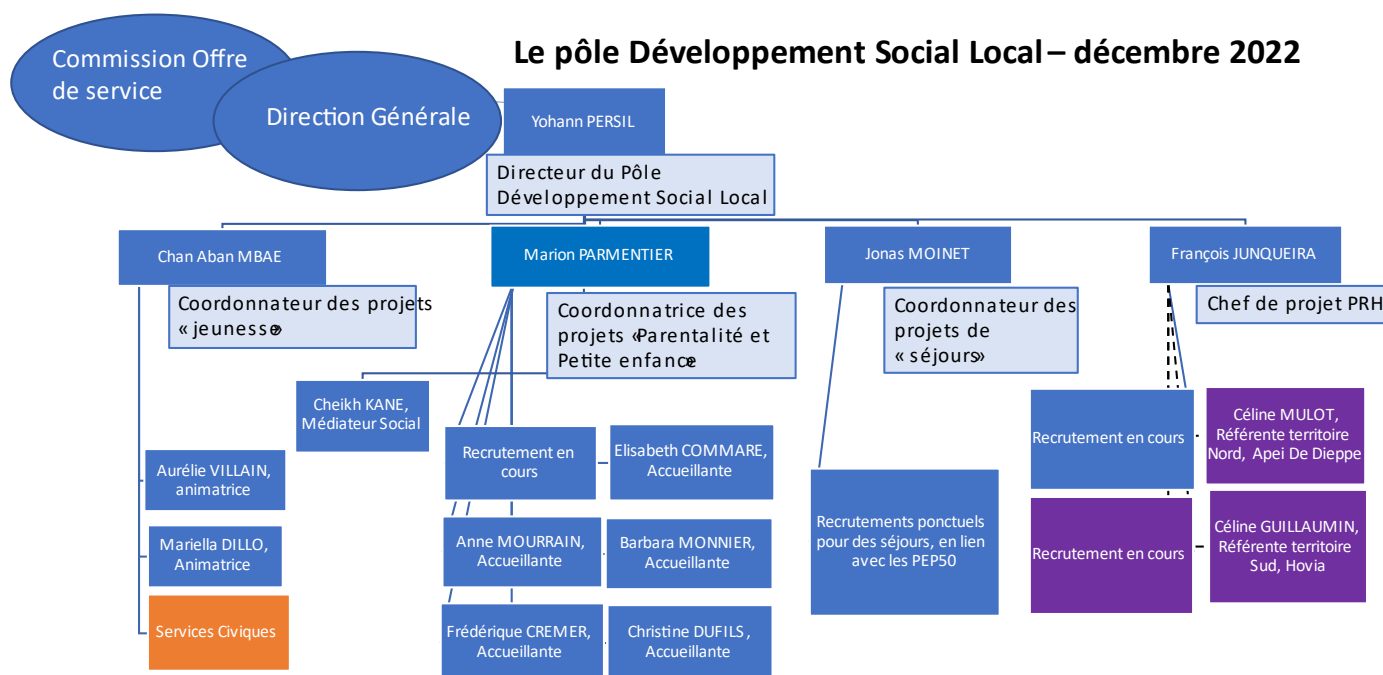 Le pôle Développement Social Local – décembre 2022
Commission Offre
de service
Direction Générale
Yohann PERSIL
Directeur du Pôle
Développement Social Local
Chan Aban MBAE
Coordonnateur des projets
« jeunesse»
Marion PARMENTIER
Coordonnatrice des
projets «Parentalité et
Petite enfance»
Jonas MOINET
Coordonnateur des
projets de
« séjours»
François JUNQUEIRA
Chef de projet PRH
Cheikh KANE,
Médiateur Social
Aurélie VILLAIN,
animatrice
Mariella DILLO,
Animatrice
Services Civiques
Recrutement en
cours
Elisabeth COMMARE,
Accueillante
Anne MOURRAIN,
Accueillante
Barbara MONNIER,
Accueillante
Frédérique CREMER,
Accueillante
Christine DUFILS,
Accueillante
Recrutements ponctuels
pour des séjours, en lien
avec les PEP50
Recrutement en cours
Céline MULOT,
Référente territoire
Nord, Apei De Dieppe
Recrutement en cours
Céline GUILLAUMIN,
Référente territoire
Sud, Hovia